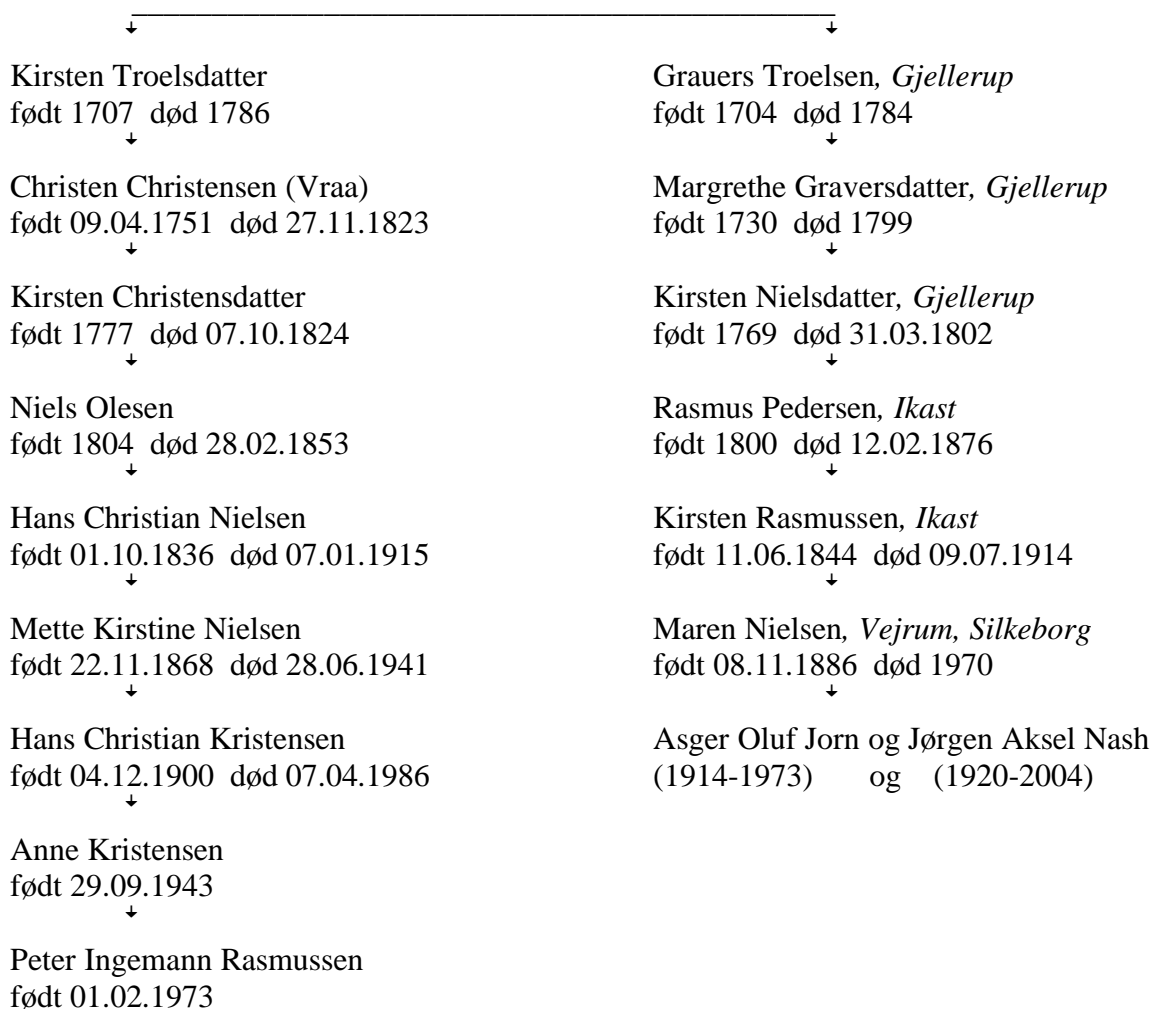 Kirsten Troelsdatter
født 1707 død 1786
Christen Christensen (Vraa)
født 09.04.1751 død 27.11.1823
Kirsten Christensdatter
født 1777 død 07.10.1824
Niels Olesen
født 1804 død 28.02.1853
Hans Christian Nielsen
født 01.10.1836 død 07.01.1915
Mette Kirstine Nielsen
født 22.11.1868 død 28.06.1941
Hans Christian Kristensen
født 04.12.1900 død 07.04.1986
Anne Kristensen
født 29.09.1943
Peter Ingemann Rasmussen
født 01.02.1973
Grauers Troelsen, Gjellerup
født 1704 død 1784
Margrethe Graversdatter, Gjellerup
født 1730 død 1799
Kirsten Nielsdatter, Gjellerup
født 1769 død 31.03.1802
Rasmus Pedersen, Ikast
født 1800 død 12.02.1876
Kirsten Rasmussen, Ikast
født 11.06.1844 død 09.07.1914
Maren Nielsen, Vejrum, Silkeborg
født 08.11.1886 død 1970
Asger Oluf Jorn og Jørgen Aksel Nash
(1914-1973) og (1920-2004)